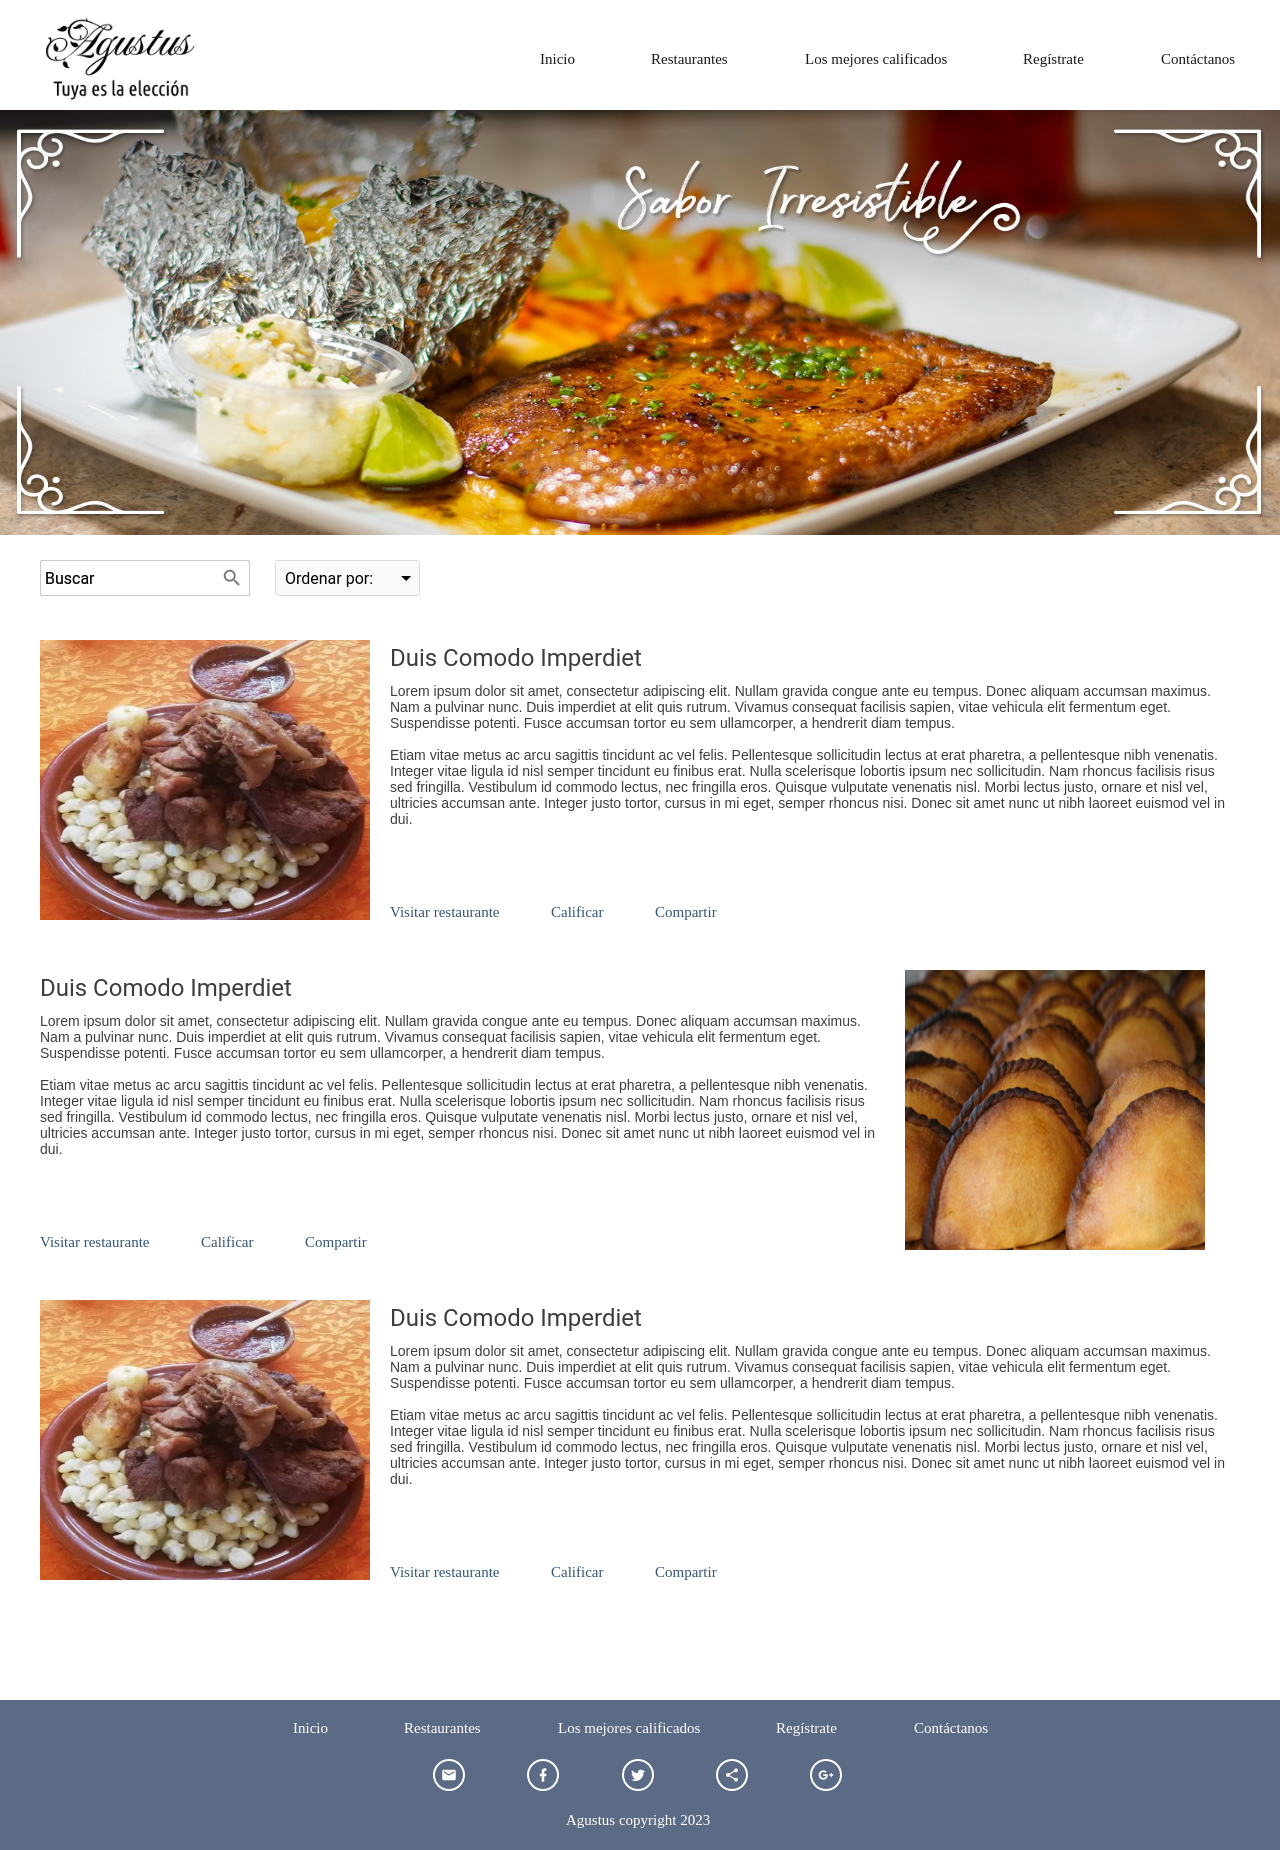 Agustus
Tuya es la elección
Inicio
Restaurantes
Los mejores calificados
Regístrate
Contáctanos
Sabor Irresistible
Buscar
Ordenar por:
Duis Comodo Imperdiet
Lorem ipsum dolor sit amet, consectetur adipiscing elit. Nullam gravida congue ante eu tempus. Donec aliquam accumsan maximus.
Nam a pulvinar nunc. Duis imperdiet at elit quis rutrum. Vivamus consequat facilisis sapien, vitae vehicula elit fermentum eget.
Suspendisse potenti. Fusce accumsan tortor eu sem ullamcorper, a hendrerit diam tempus.
Etiam vitae metus ac arcu sagittis tincidunt ac vel felis. Pellentesque sollicitudin lectus at erat pharetra, a pellentesque nibh venenatis.
Integer vitae ligula id nisl semper tincidunt eu finibus erat. Nulla scelerisque lobortis ipsum nec sollicitudin. Nam rhoncus facilisis risus
sed fringilla. Vestibulum id commodo lectus, nec fringilla eros. Quisque vulputate venenatis nisl. Morbi lectus justo, ornare et nisl vel,
ultricies accumsan ante. Integer justo tortor, cursus in mi eget, semper rhoncus nisi. Donec sit amet nunc ut nibh laoreet euismod vel in
dui.
Visitar restaurante
Calificar
Compartir
Duis Comodo Imperdiet
Lorem ipsum dolor sit amet, consectetur adipiscing elit. Nullam gravida congue ante eu tempus. Donec aliquam accumsan maximus.
Nam a pulvinar nunc. Duis imperdiet at elit quis rutrum. Vivamus consequat facilisis sapien, vitae vehicula elit fermentum eget.
Suspendisse potenti. Fusce accumsan tortor eu sem ullamcorper, a hendrerit diam tempus.
Etiam vitae metus ac arcu sagittis tincidunt ac vel felis. Pellentesque sollicitudin lectus at erat pharetra, a pellentesque nibh venenatis.
Integer vitae ligula id nisl semper tincidunt eu finibus erat. Nulla scelerisque lobortis ipsum nec sollicitudin. Nam rhoncus facilisis risus
sed fringilla. Vestibulum id commodo lectus, nec fringilla eros. Quisque vulputate venenatis nisl. Morbi lectus justo, ornare et nisl vel,
ultricies accumsan ante. Integer justo tortor, cursus in mi eget, semper rhoncus nisi. Donec sit amet nunc ut nibh laoreet euismod vel in
dui.
Visitar restaurante
Calificar
Compartir
Duis Comodo Imperdiet
Lorem ipsum dolor sit amet, consectetur adipiscing elit. Nullam gravida congue ante eu tempus. Donec aliquam accumsan maximus.
Nam a pulvinar nunc. Duis imperdiet at elit quis rutrum. Vivamus consequat facilisis sapien, vitae vehicula elit fermentum eget.
Suspendisse potenti. Fusce accumsan tortor eu sem ullamcorper, a hendrerit diam tempus.
Etiam vitae metus ac arcu sagittis tincidunt ac vel felis. Pellentesque sollicitudin lectus at erat pharetra, a pellentesque nibh venenatis.
Integer vitae ligula id nisl semper tincidunt eu finibus erat. Nulla scelerisque lobortis ipsum nec sollicitudin. Nam rhoncus facilisis risus
sed fringilla. Vestibulum id commodo lectus, nec fringilla eros. Quisque vulputate venenatis nisl. Morbi lectus justo, ornare et nisl vel,
ultricies accumsan ante. Integer justo tortor, cursus in mi eget, semper rhoncus nisi. Donec sit amet nunc ut nibh laoreet euismod vel in
dui.
Visitar restaurante
Calificar
Compartir
Inicio
Restaurantes
Los mejores calificados
Regístrate
Contáctanos
Agustus copyright 2023